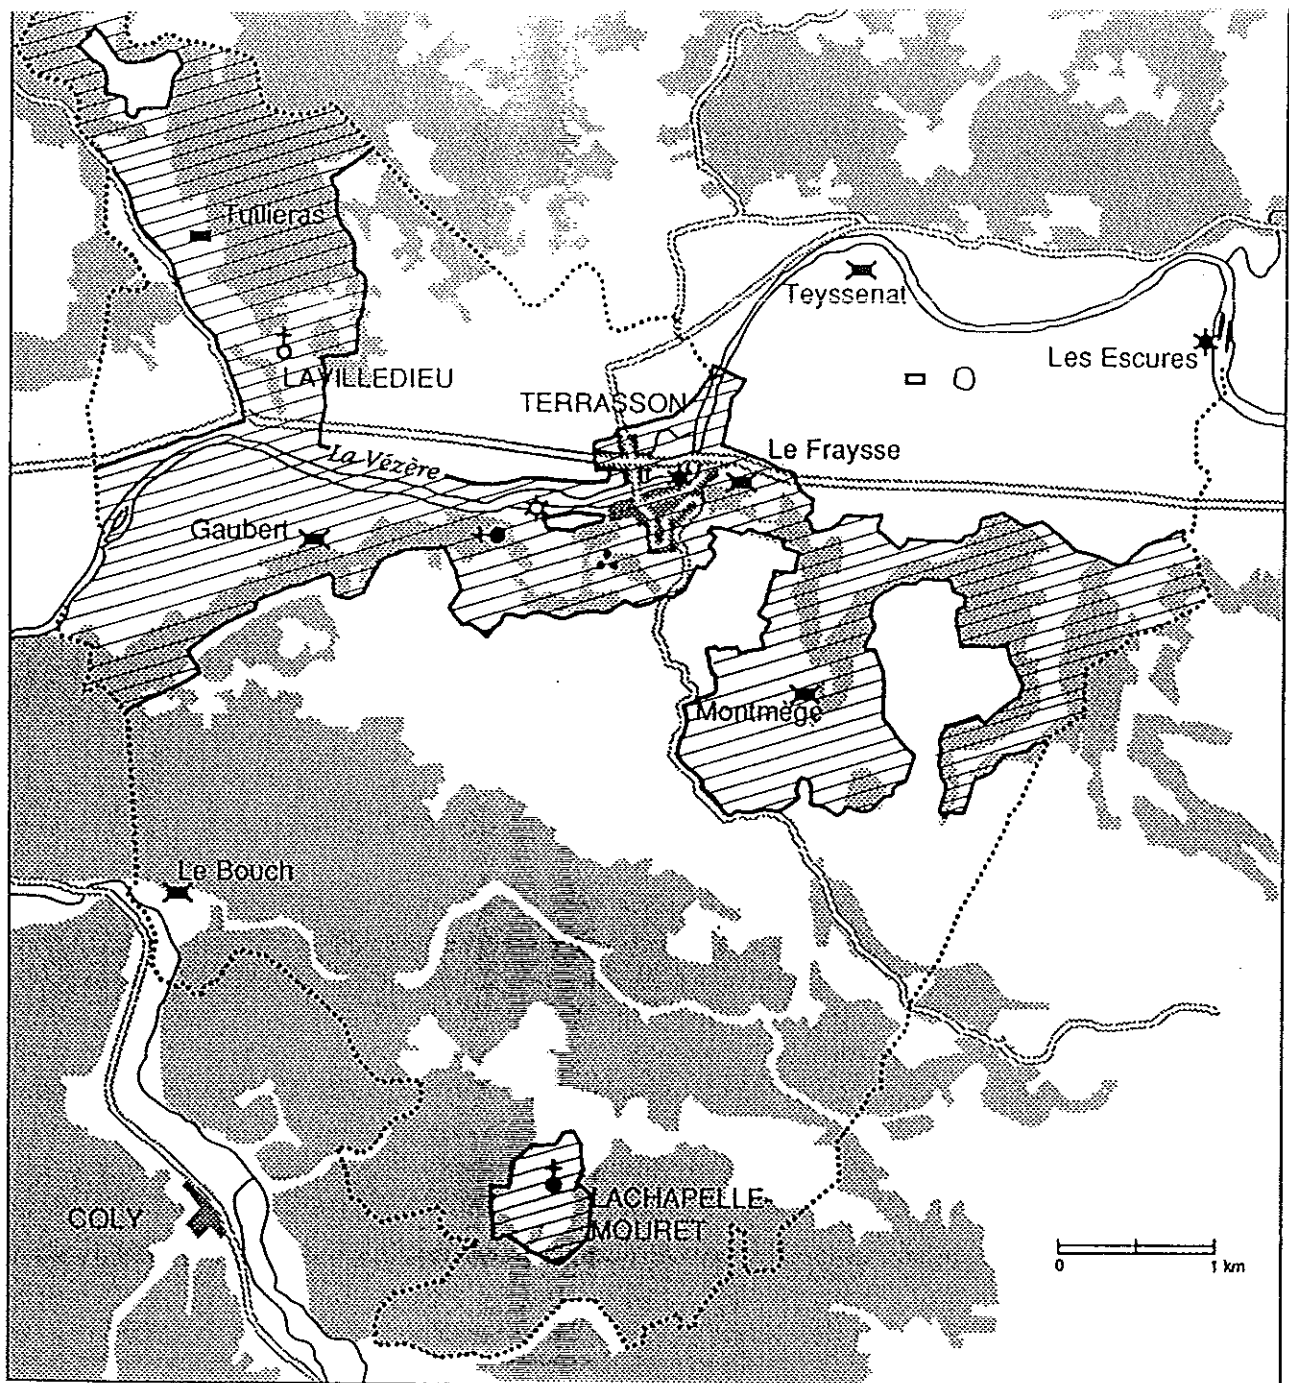 Tuilieras
Teyssenat
Les Escures
LAVILLEDIEU
TERRASSON
La Vézère
Le Fraysse
Gaubert
Montmège
Le Bouch
LACHAPELLE-
MOURET
COLY
0
1 km